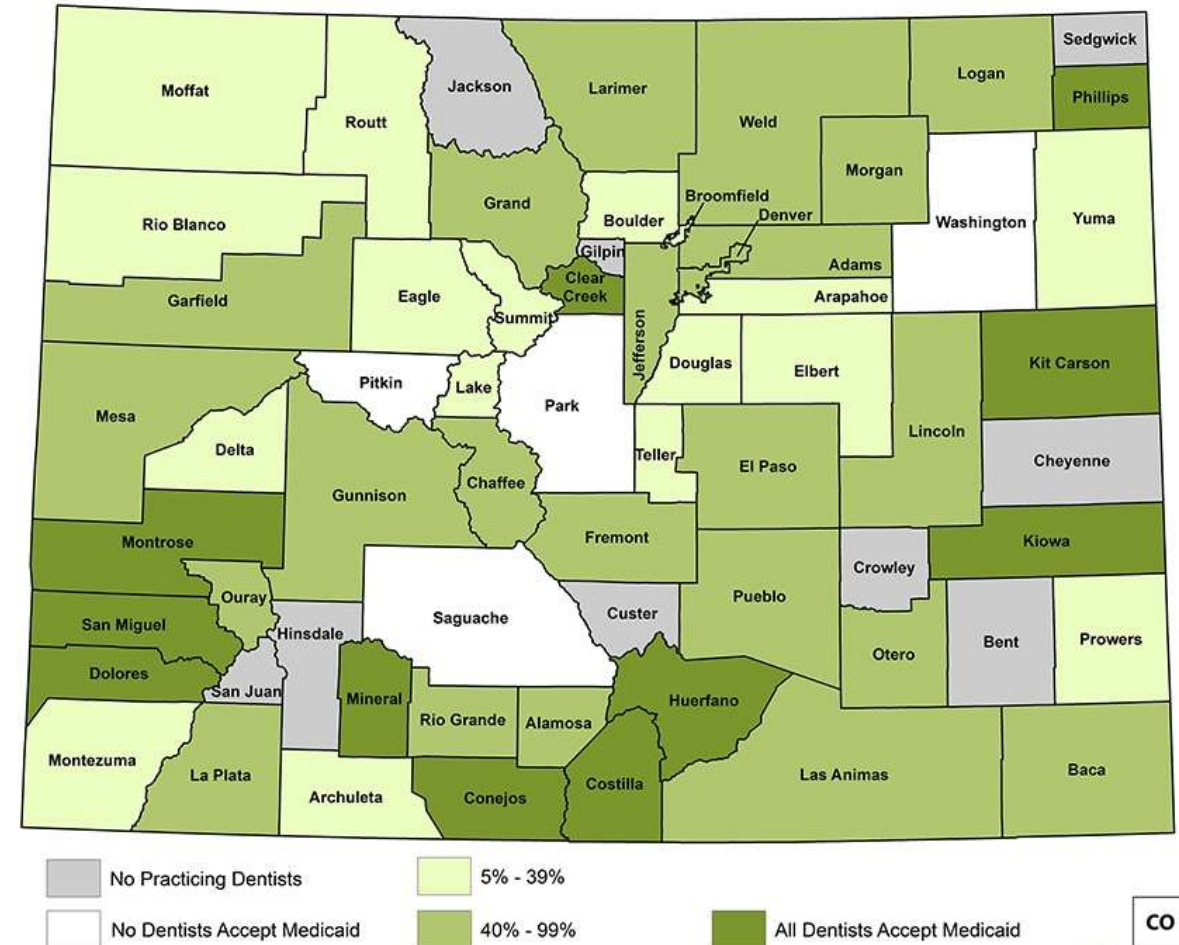 Sedgwick
Moffat
Jackson
Larimer
Logan
Phillips
Routt
Weld
Morgan
Grand
Broomfield
Rio Blanco
Boulder
Denver
Washington
Yuma
Gilpin
Adams
Clear
Creek
Garfield
Eagle
Arapahoe
Summit
Jefferson
Douglas
Elbert
Kit Carson
Pitkin
Lake
Park
Mesa
Lincoln
Delta
Teller
El Paso
Cheyenne
Gunnison
Chaffee
Montrose
Fremont
Kiowa
Crowley
Ouray
Pueblo
San Miguel
Saguache
Custer
Hinsdale
Bent
Prowers
Otero
Dolores
San Juan
Mineral
Huerfano
Rio Grande
Alamosa
Montezuma
La Plata
Las Animas
Baca
Archuleta
Conejos
Costilla
No Practicing Dentists
5% - 39%
No Dentists Accept Medicaid
40% - 99%
All Dentists Accept Medicaid
CO